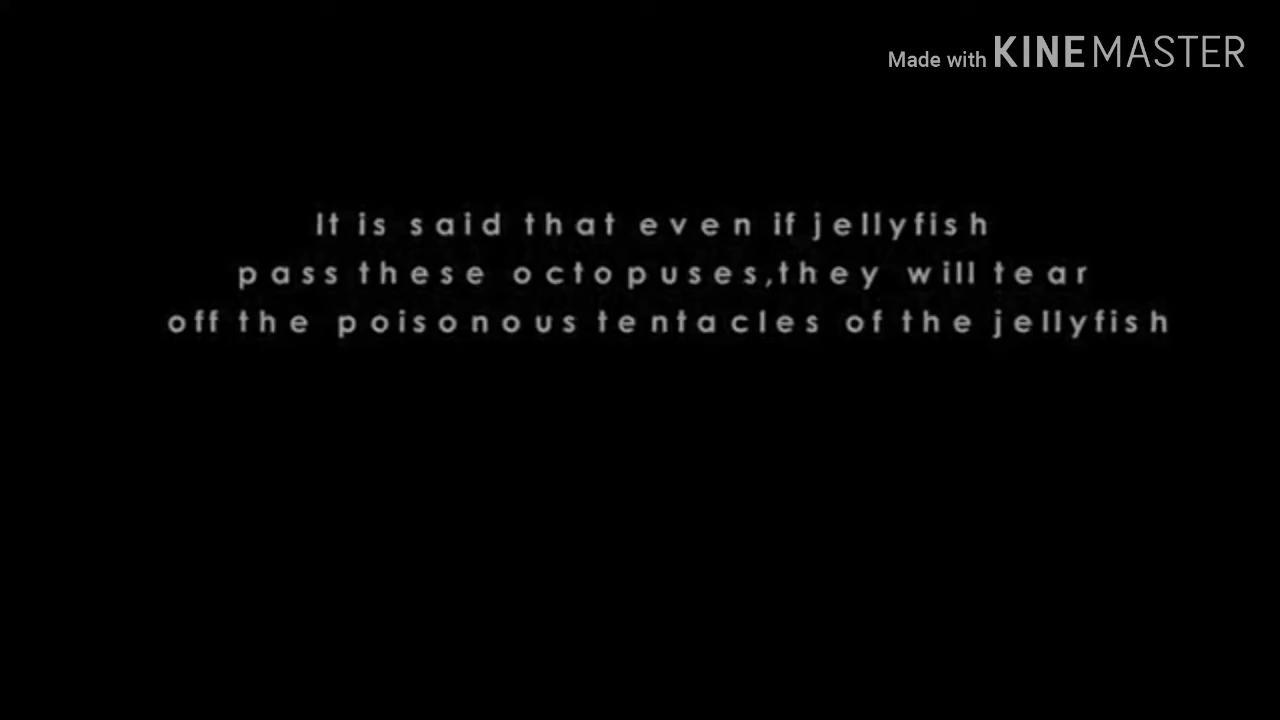 Made with KINEMASTER
It is said that even if jellyfish
pass these octopuses,they will tear
off the poisonous tentacles of the jellyfish